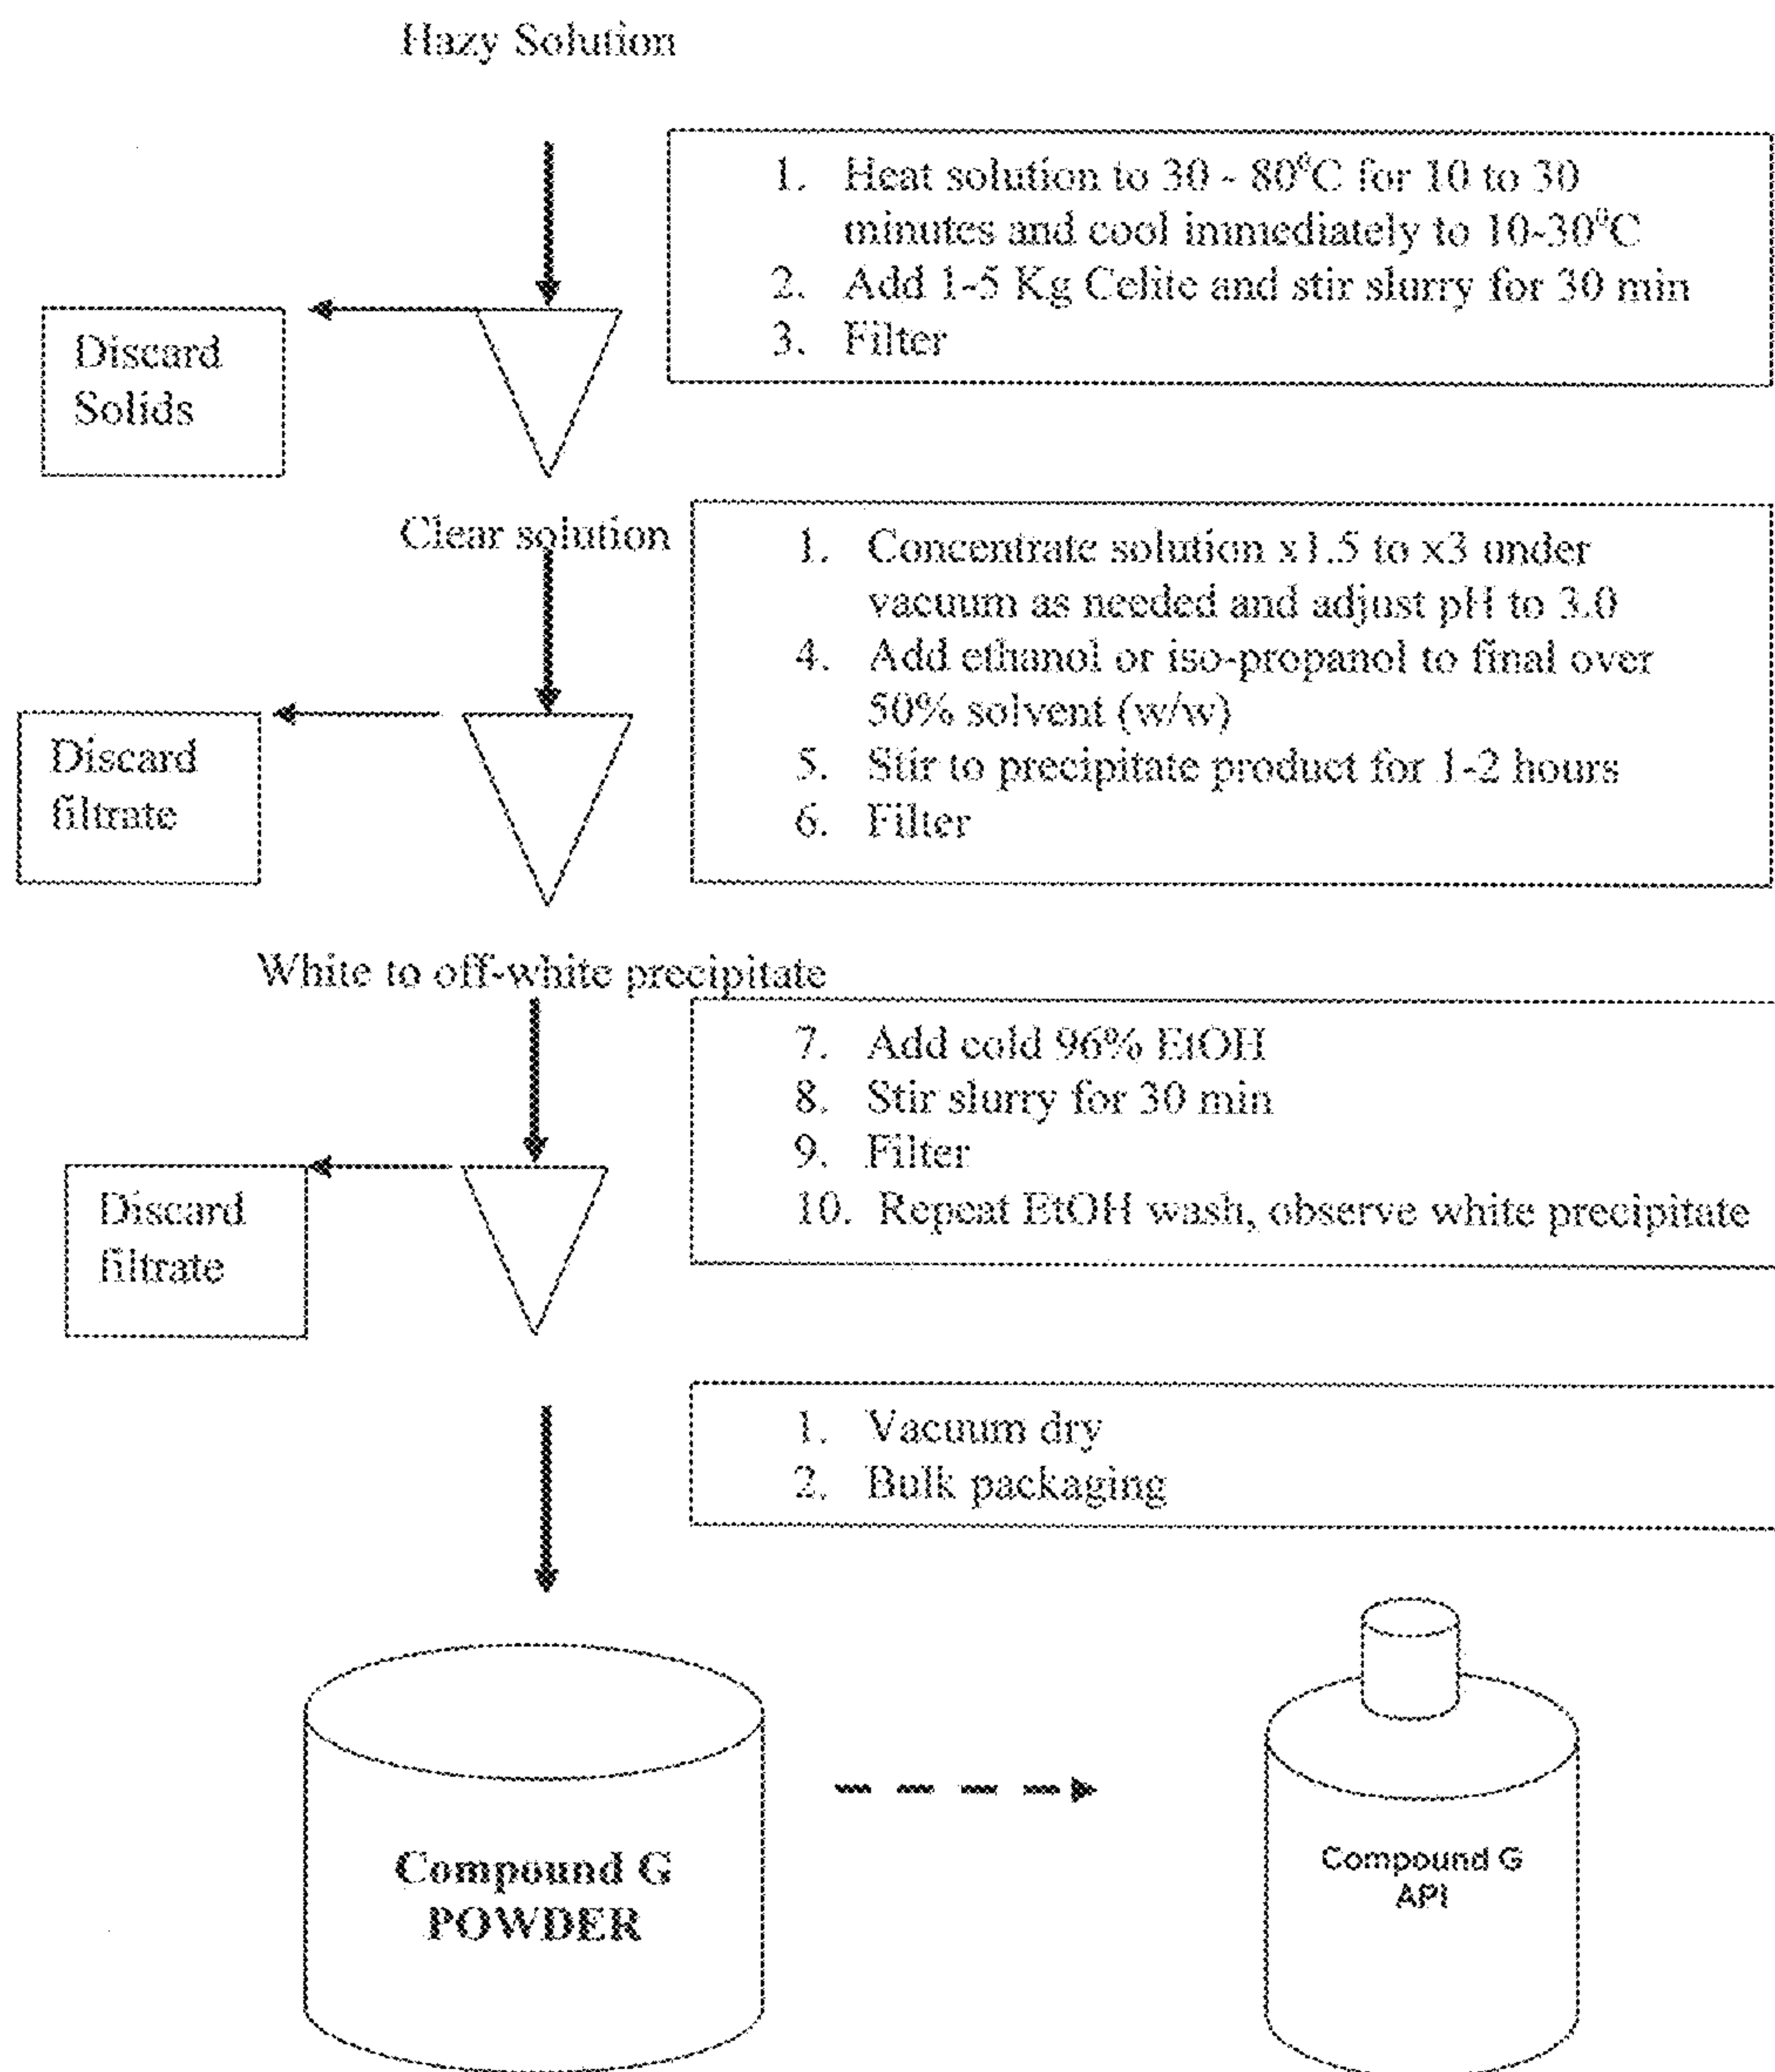 Hazy Solution
1. Heat solution to 30 - 80⁰C for 10 to 30
minutes and cool immediately to 10-30⁰C
2. Add 1-5 Kg Celite and stir slurry for 30 min
3. Filter
Discard
Solids
Clear solution
1. Concentrate solution x1.5 to x3 under
vacuum as needed and adjust pH to 3.0
4. Add ethanol or iso-propanol to final over
50% solvent (w/w)
5. Stir to precipitate product for 1-2 hours
6. Filter
Discard
filtrate
White to off-white precipitate
7. Add cold 96% EtOH
8. Stir slurry for 30 min
9. Filter
10. Repeat EtOH wash, observe white precipitate
Discard
filtrate
1. Vacuum dry
2. Bulk packaging
Compound G
POWDER
Compound G
API